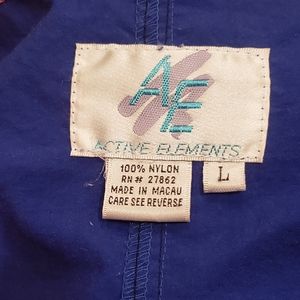 AE
ACTIVE ELEMENTS
100% NYLON
RN# 27862
MADE IN MACAU
CARE SEE REVERSE
L